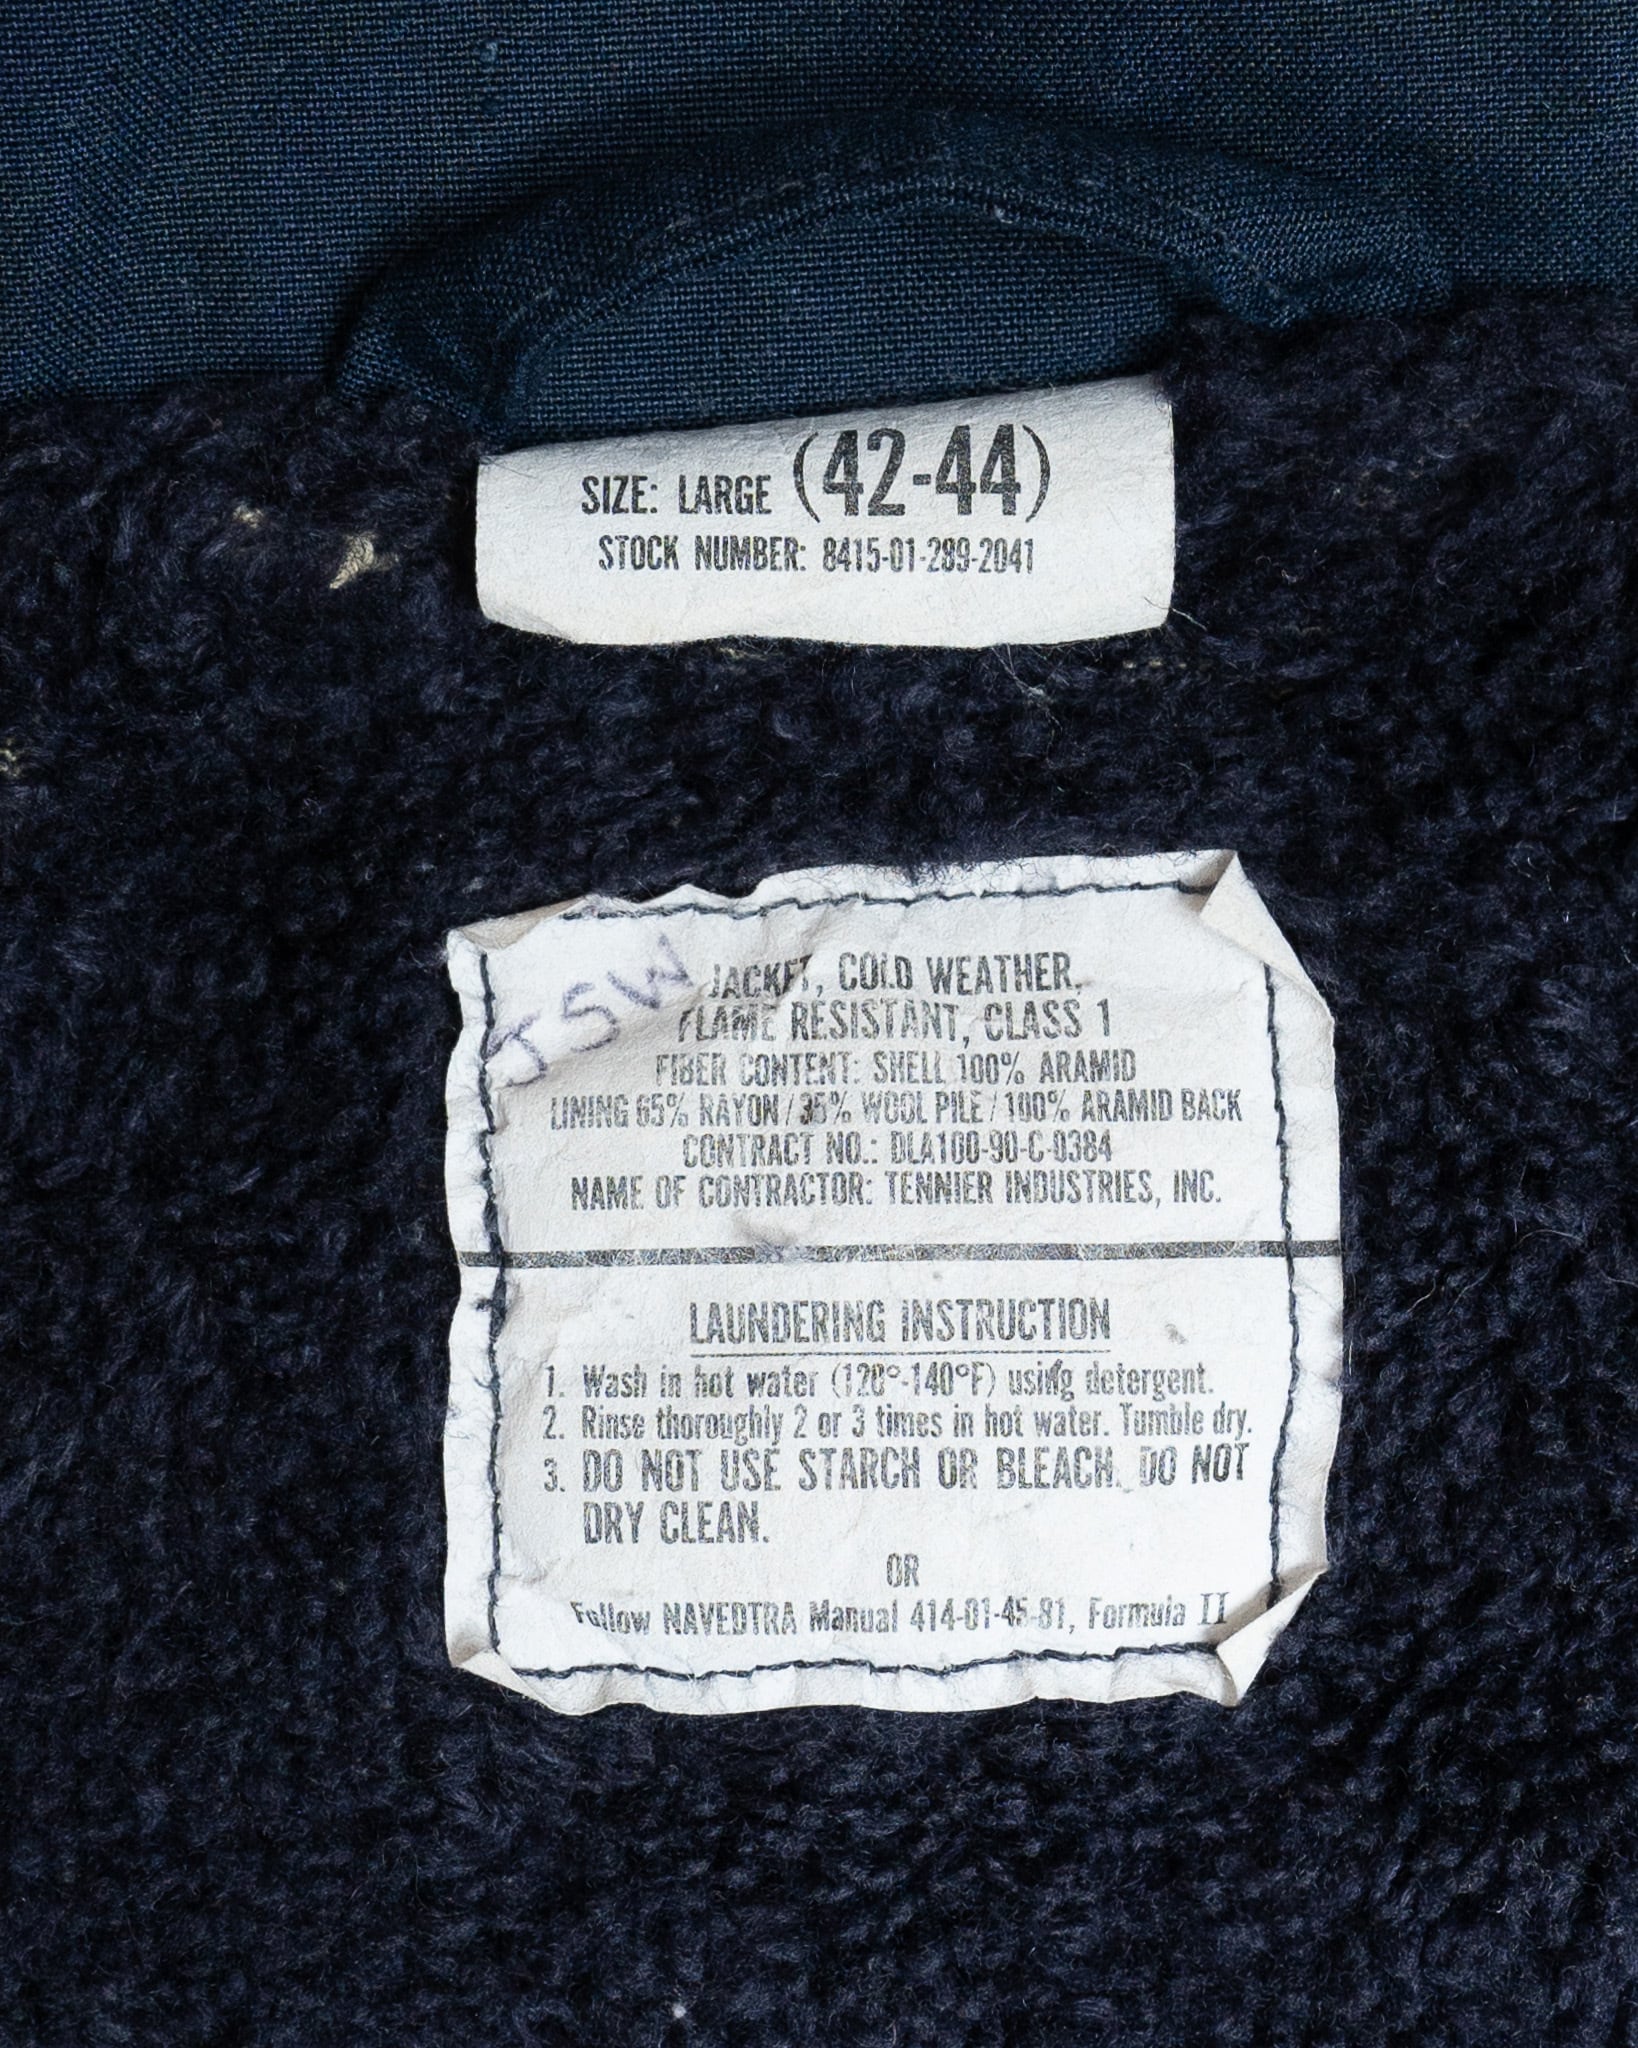 SIZE: LARGE (42-44)
STOCK NUMBER: 8415-01-289-2041
JSW
JACKET, COLD WEATHER,
FLAME RESISTANT, CLASS 1
FIBER CONTENT: SHELL 100% ARAMID
LINING 65% RAYON / 35% WOOL PILE / 100% ARAMID BACK
CONTRACT NO.: DLA100-90-C-0384
NAME OF CONTRACTOR: TENNIER INDUSTRIES, INC.
LAUNDERING INSTRUCTION
1. Wash in hot water (120°-140°F) using detergent.
2. Rinse thoroughly 2 or 3 times in hot water. Tumble dry.
3. DO NOT USE STARCH OR BLEACH. DO NOT
DRY CLEAN.
OR
Follow NAVEDTRA Manual 414-01-45-81, Formula II